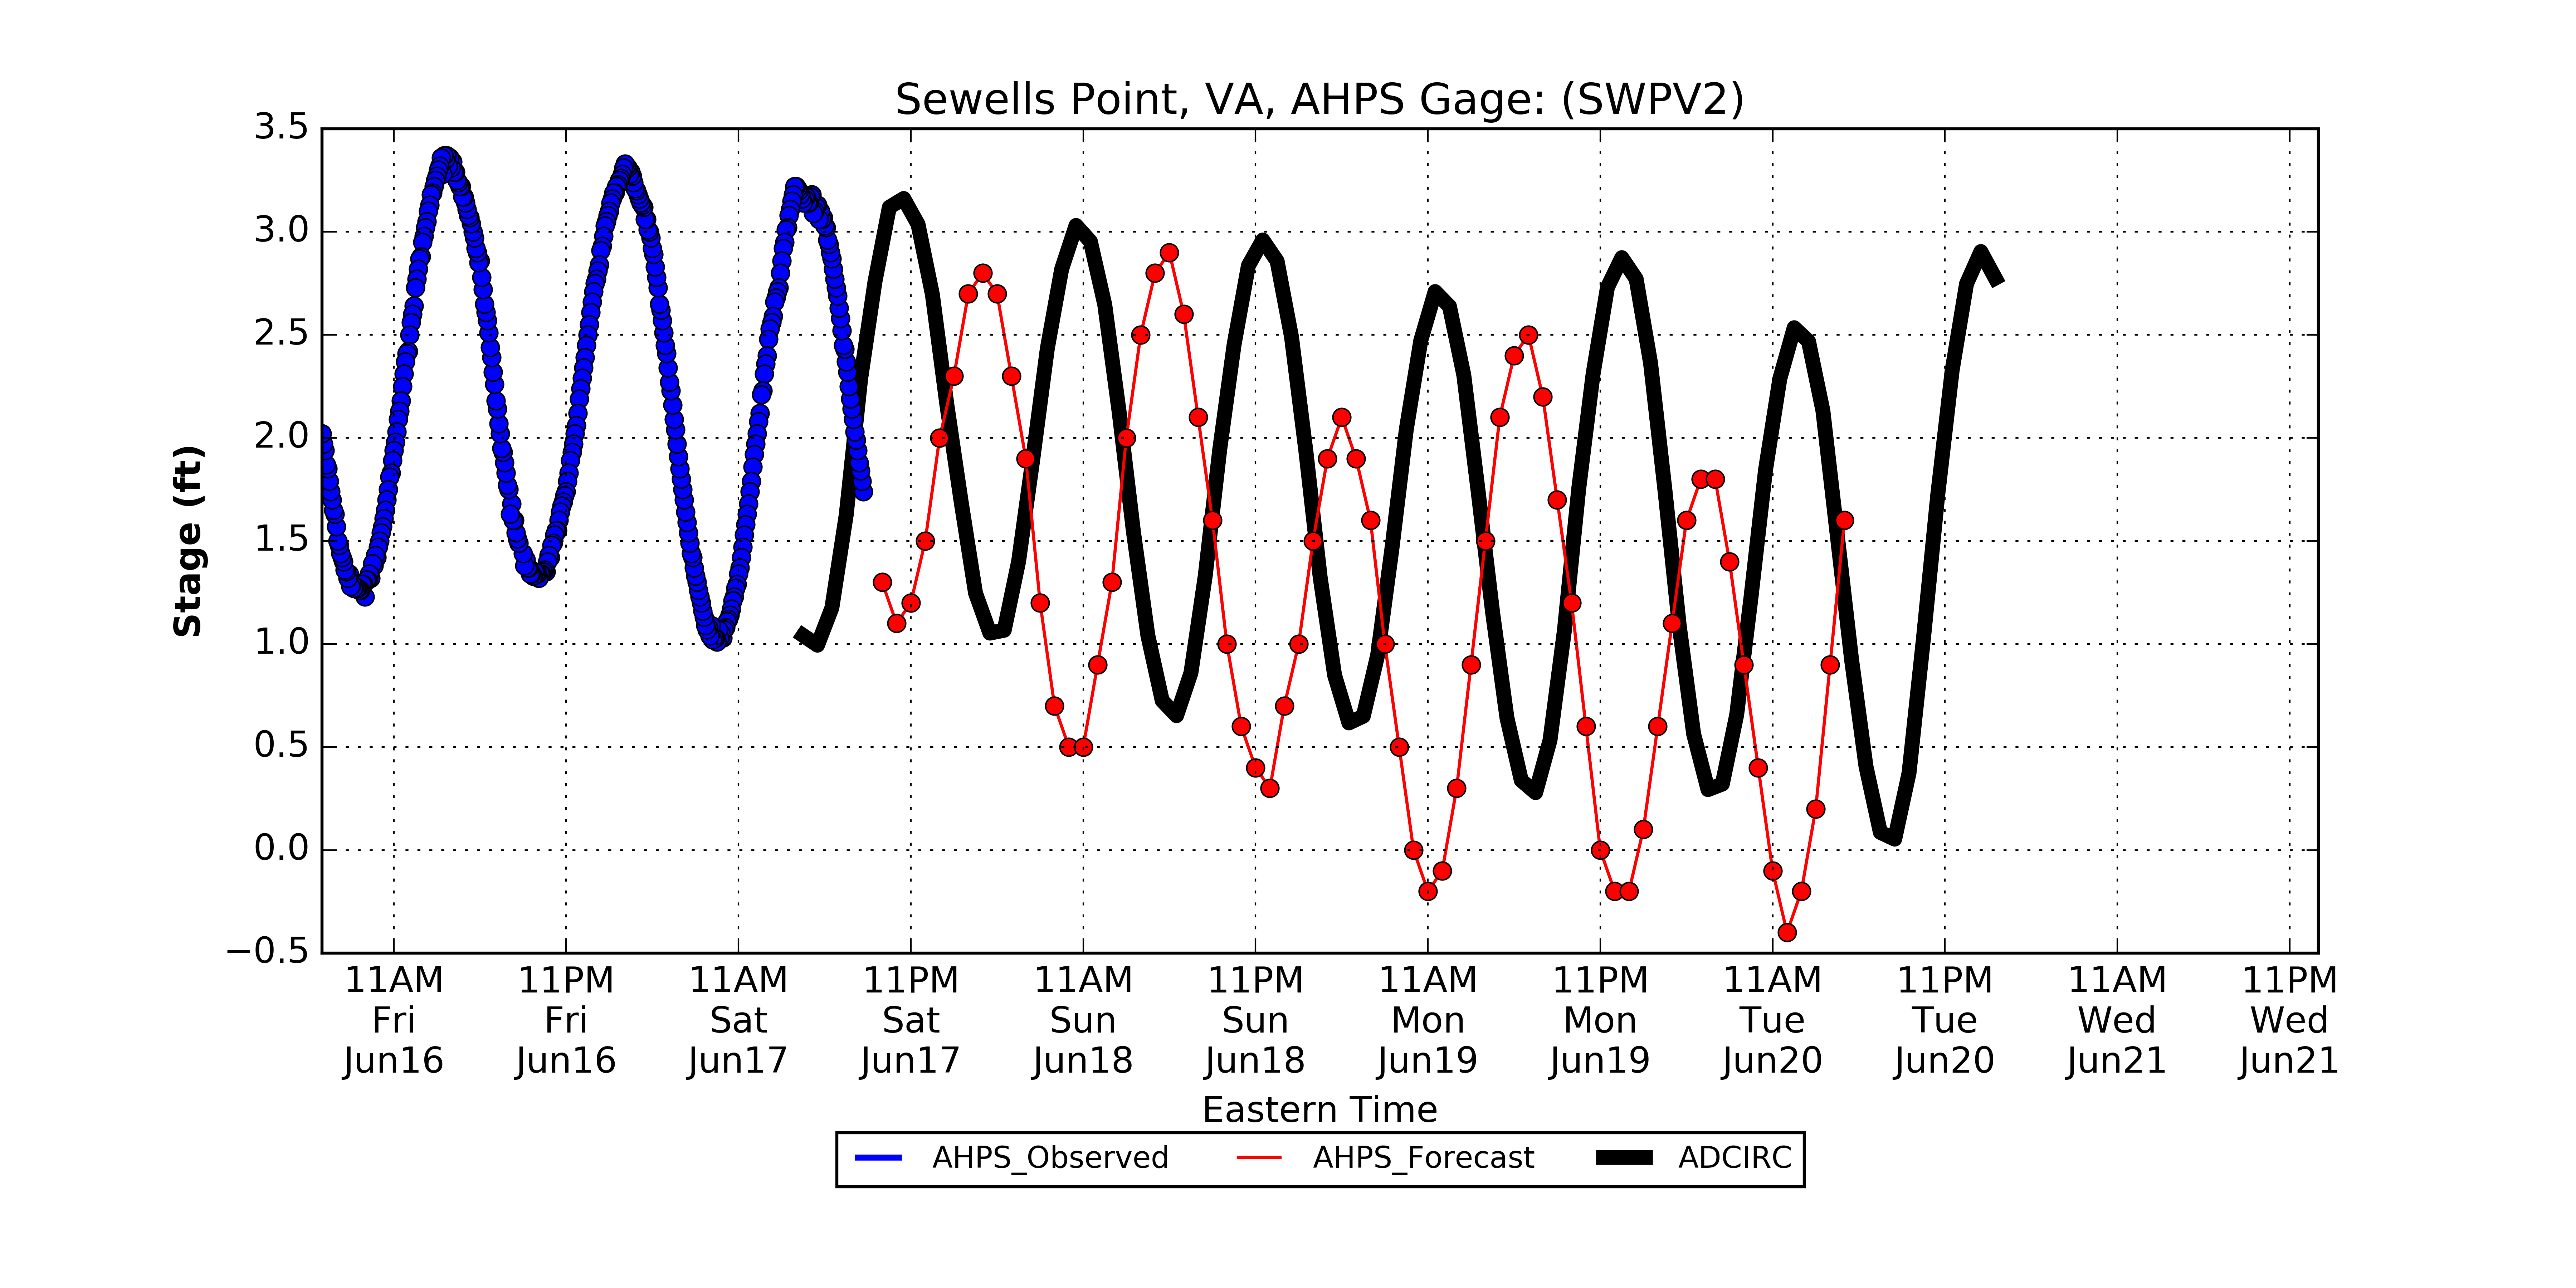 Sewells Point, VA, AHPS Gage: (SWPV2)
3.5
3.0
2.5
2.0
1.5
1.0
0.5
0.0
−0.5
Stage (ft)
11AM 11PM 11AM 11PM 11AM 11PM 11AM 11PM 11AM 11PM 11AM 11PM
Fri Fri Sat Sat Sun Sun Mon Mon Tue Tue Wed Wed
Jun16 Jun16 Jun17 Jun17 Jun18 Jun18 Jun19 Jun19 Jun20 Jun20 Jun21 Jun21
Eastern Time
AHPS_Observed AHPS_Forecast ADCIRC